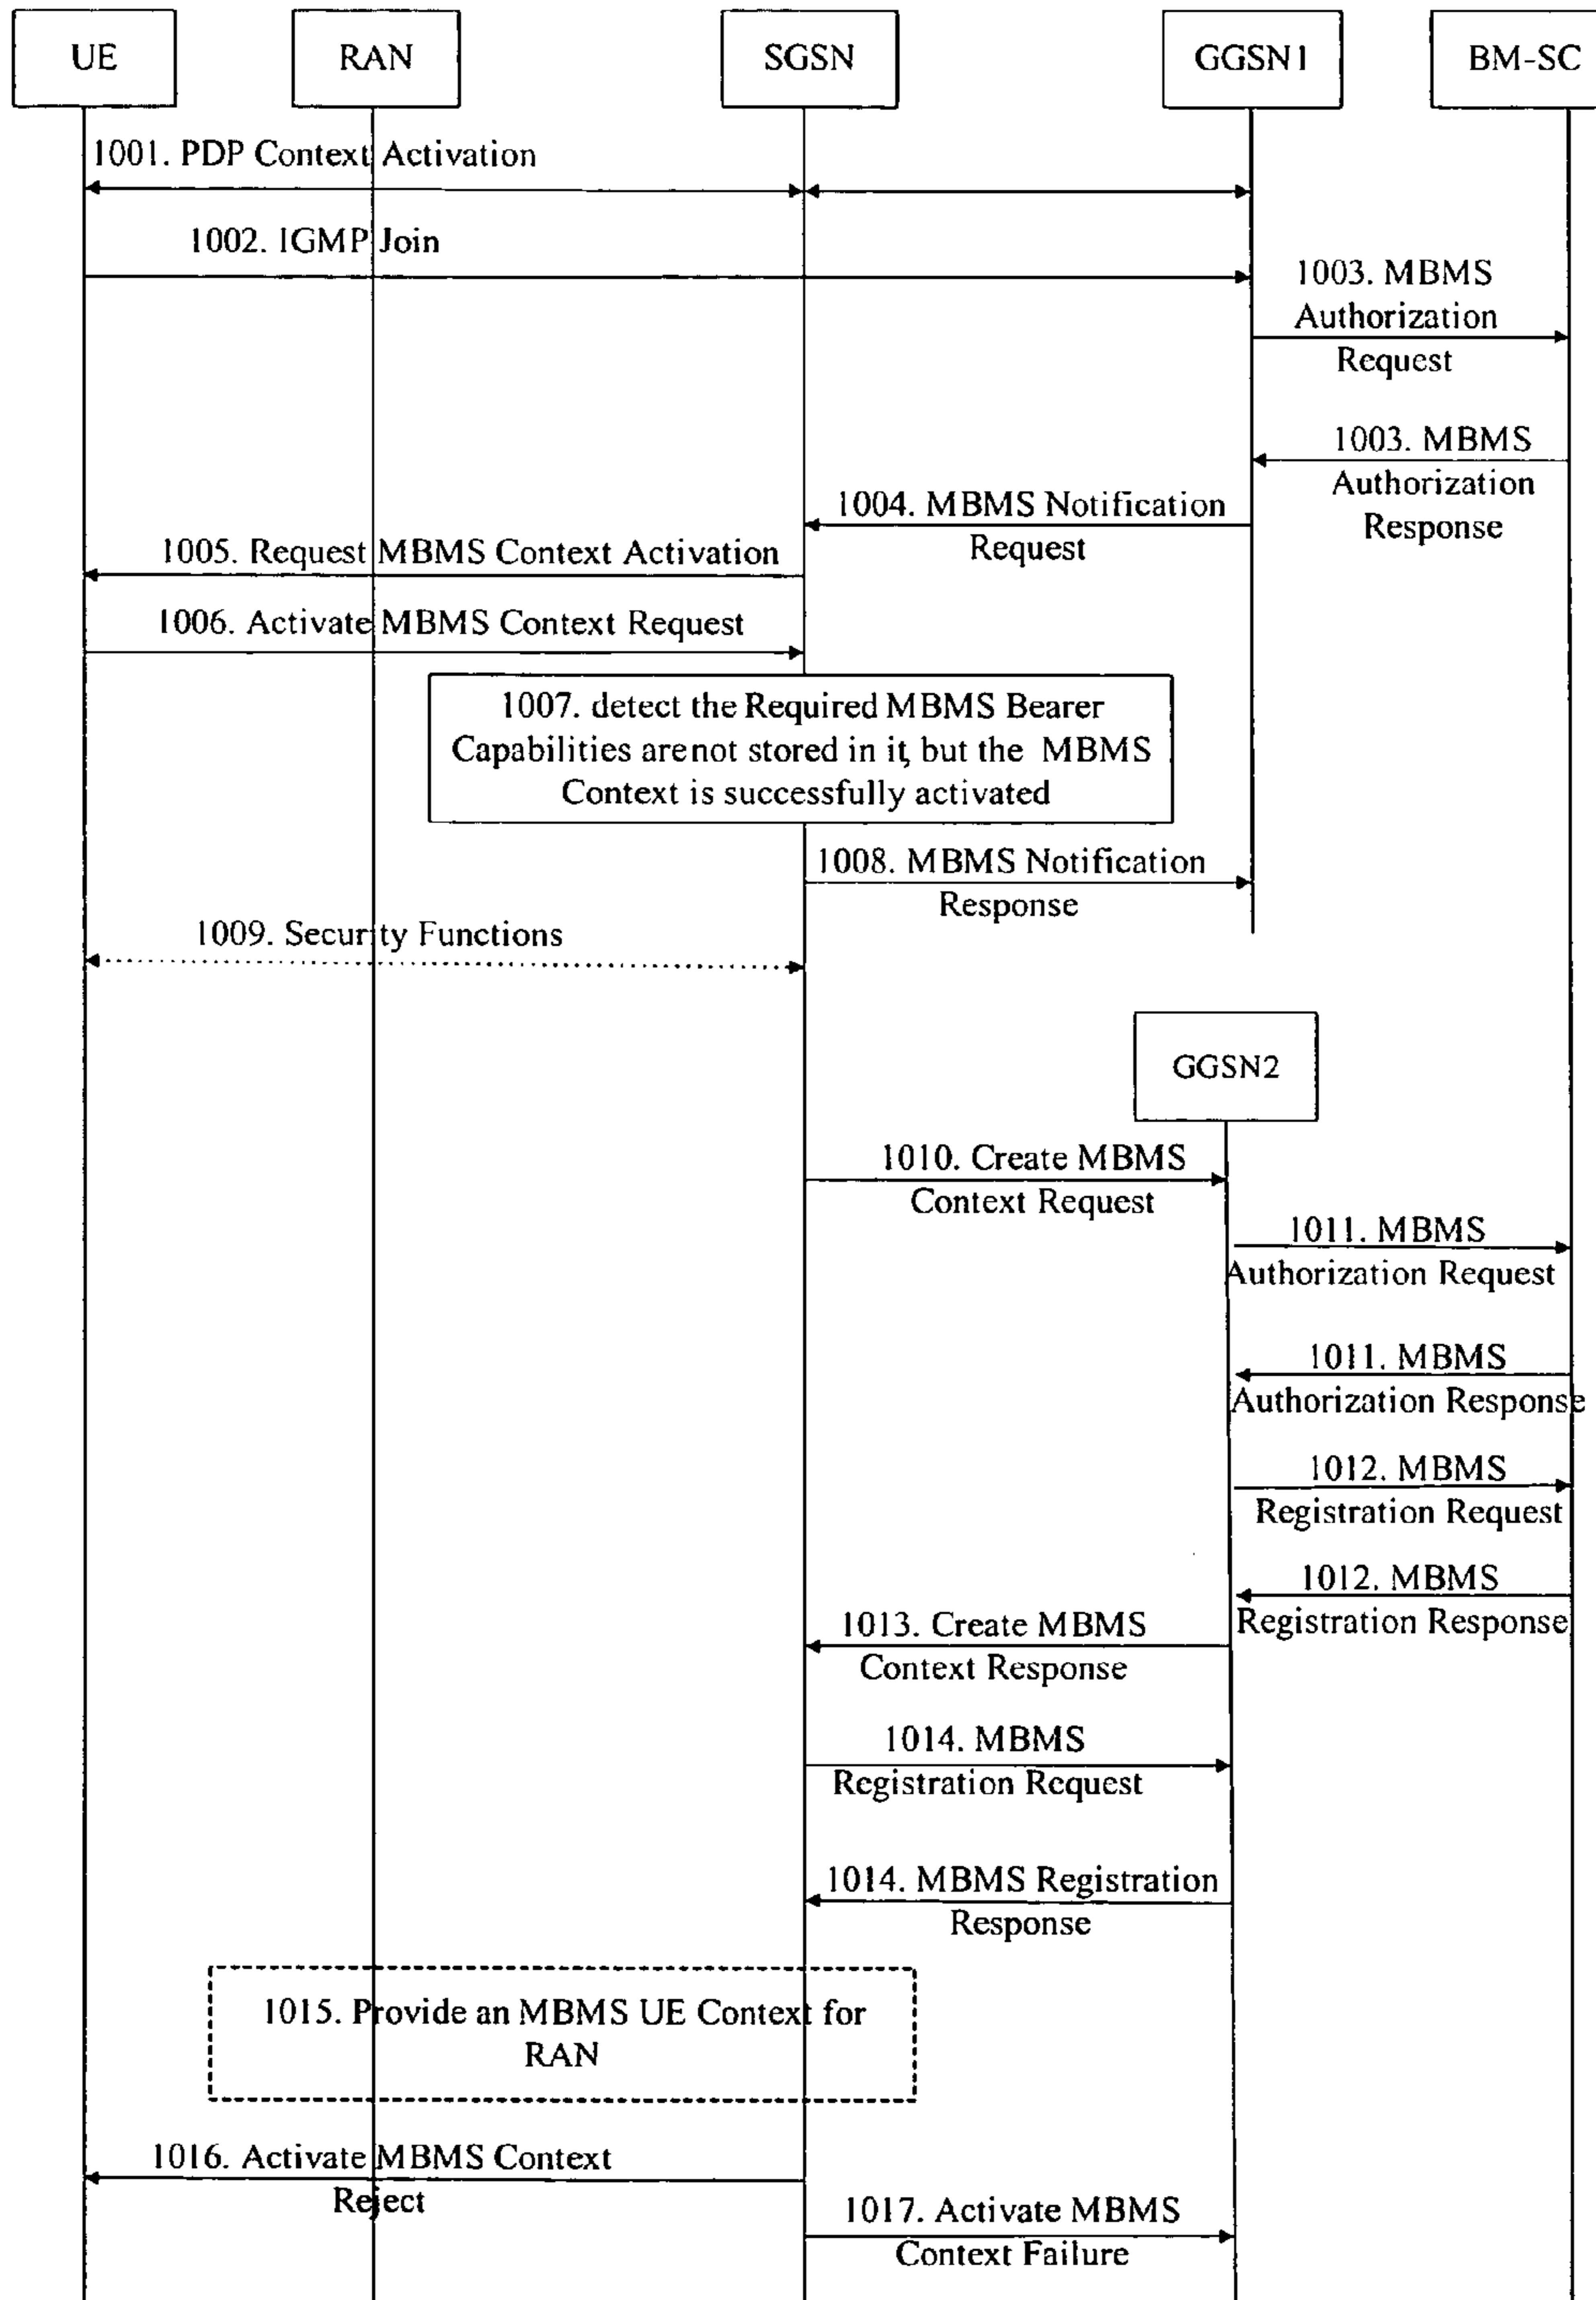 UE
RAN
SGSN
GGSN1
BM-SC
1001. PDP Context Activation
1002. IGMP Join
1003. MBMS
Authorization
Request
1003. MBMS
Authorization
Response
1004. MBMS Notification
Request
1005. Request MBMS Context Activation
1006. Activate MBMS Context Request
1007. detect the Required MBMS Bearer
Capabilities are not stored in it, but the MBMS
Context is successfully activated
1008. MBMS Notification
Response
1009. Security Functions
GGSN2
1010. Create MBMS
Context Request
1011. MBMS
Authorization Request
1011. MBMS
Authorization Response
1012. MBMS
Registration Request
1012. MBMS
Registration Response
1013. Create MBMS
Context Response
1014. MBMS
Registration Request
1014. MBMS Registration
Response
1015. Provide an MBMS UE Context for
RAN
1016. Activate MBMS Context
Reject
1017. Activate MBMS
Context Failure